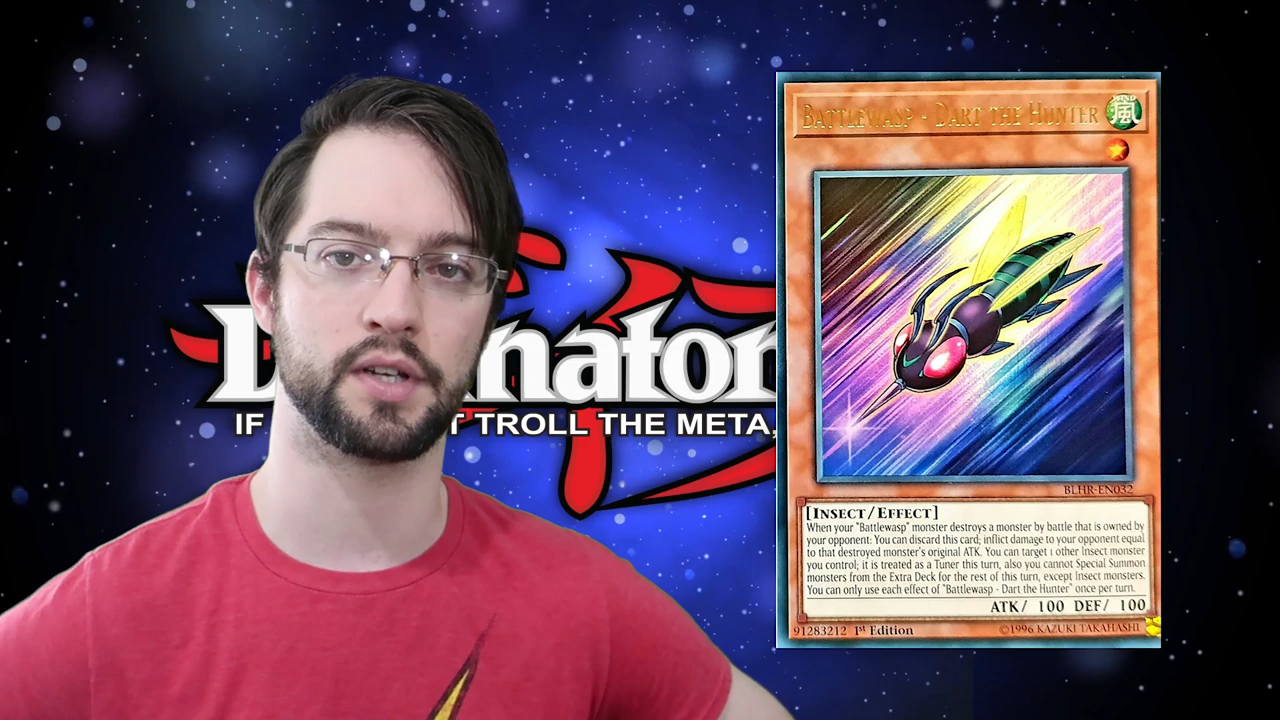 natol
IF T TROLL THE META,
BATTLEWASP - DART THE HUNTER
WIND
風
BLHR-EN032
[INSECT/EFFECT]
When your "Battlewasp" monster destroys a monster by battle that is owned by
your opponent: You can discard this card; inflict damage to your opponent equal
to that destroyed monster's original ATK. You can target 1 other Insect monster
you control; it is treated as a Tuner this turn, also you cannot Special Summon
monsters from the Extra Deck for the rest of this turn, except Insect monsters.
You can only use each effect of "Battlewasp - Dart the Hunter" once per turn.
ATK/ 100 DEF/ 100
91283212 1st Edition ©1996 KAZUKI TAKAHASHI